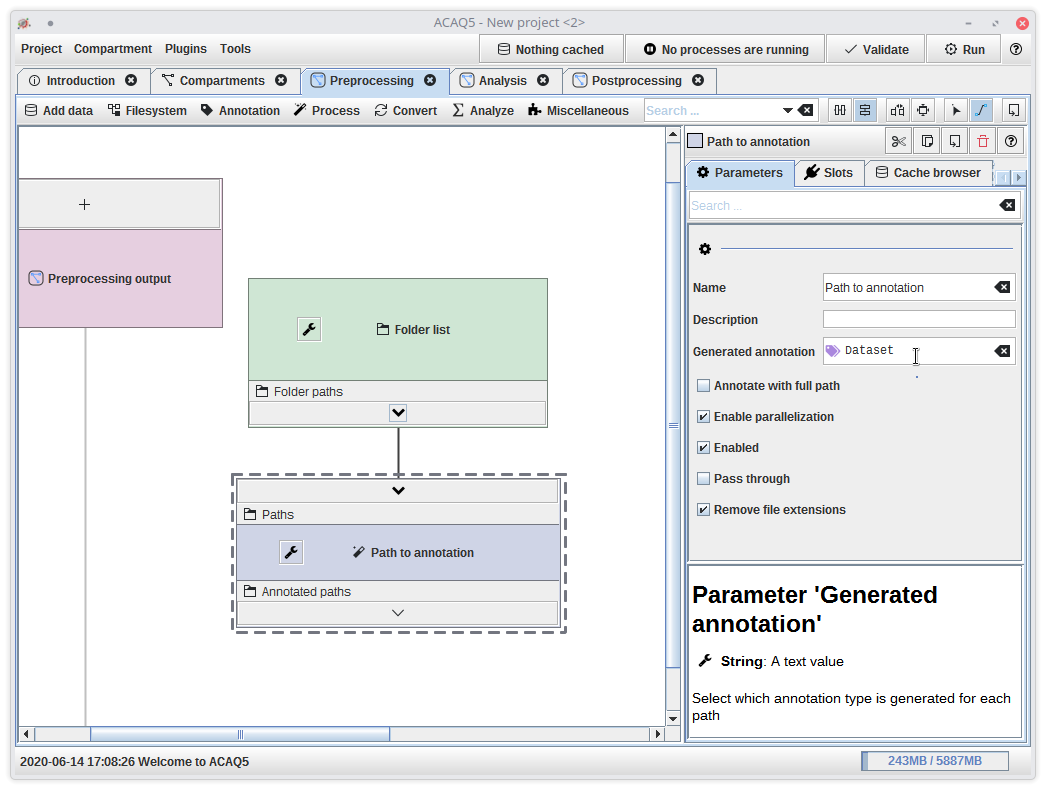 ACAQ5 - New project <2>
Project Compartment Plugins Tools Nothing cached No processes are running Validate Run
Introduction Compartments Preprocessing Analysis Postprocessing
Add data Filesystem Annotation Process Convert Analyze Miscellaneous Search ...
Path to annotation
Parameters Slots Cache browser
Search ...
Preprocessing output
Folder list
Folder paths
Paths
Path to annotation
Annotated paths
Name Path to annotation
Description
Generated annotation Dataset
Annotate with full path
Enable parallelization
Enabled
Pass through
Remove file extensions
Parameter 'Generated
annotation'
String: A text value
Select which annotation type is generated for each
path
2020-06-14 17:08:26 Welcome to ACAQ5 243MB / 5887MB